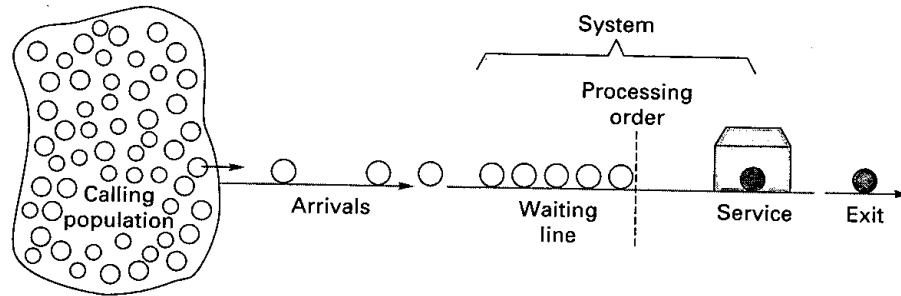 System
Processing
order
Calling
population
Arrivals
Waiting
line
Service
Exit